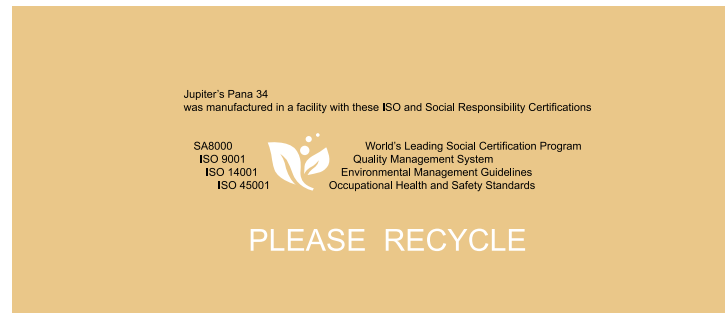 Jupiter's Pana 34
was manufactured in a facility with these ISO and Social Responsibility Certifications
SA8000 World's Leading Social Certification Program
ISO 9001 Quality Management System
ISO 14001 Environmental Management Guidelines
ISO 45001 Occupational Health and Safety Standards
PLEASE RECYCLE